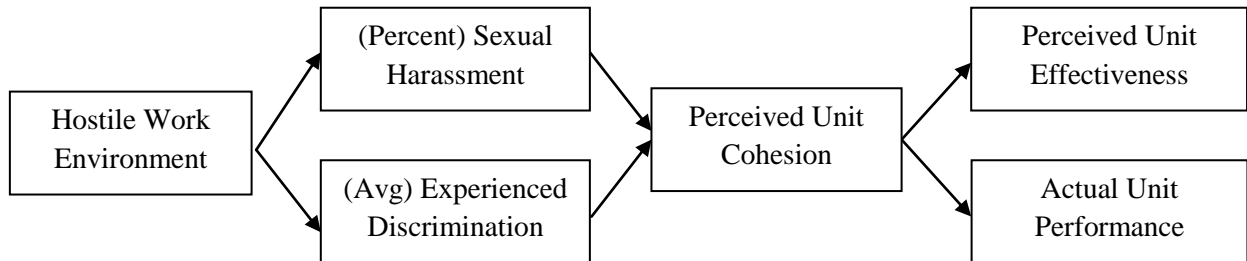 Hostile Work
Environment
(Percent) Sexual
Harassment
(Avg) Experienced
Discrimination
Perceived Unit
Cohesion
Perceived Unit
Effectiveness
Actual Unit
Performance